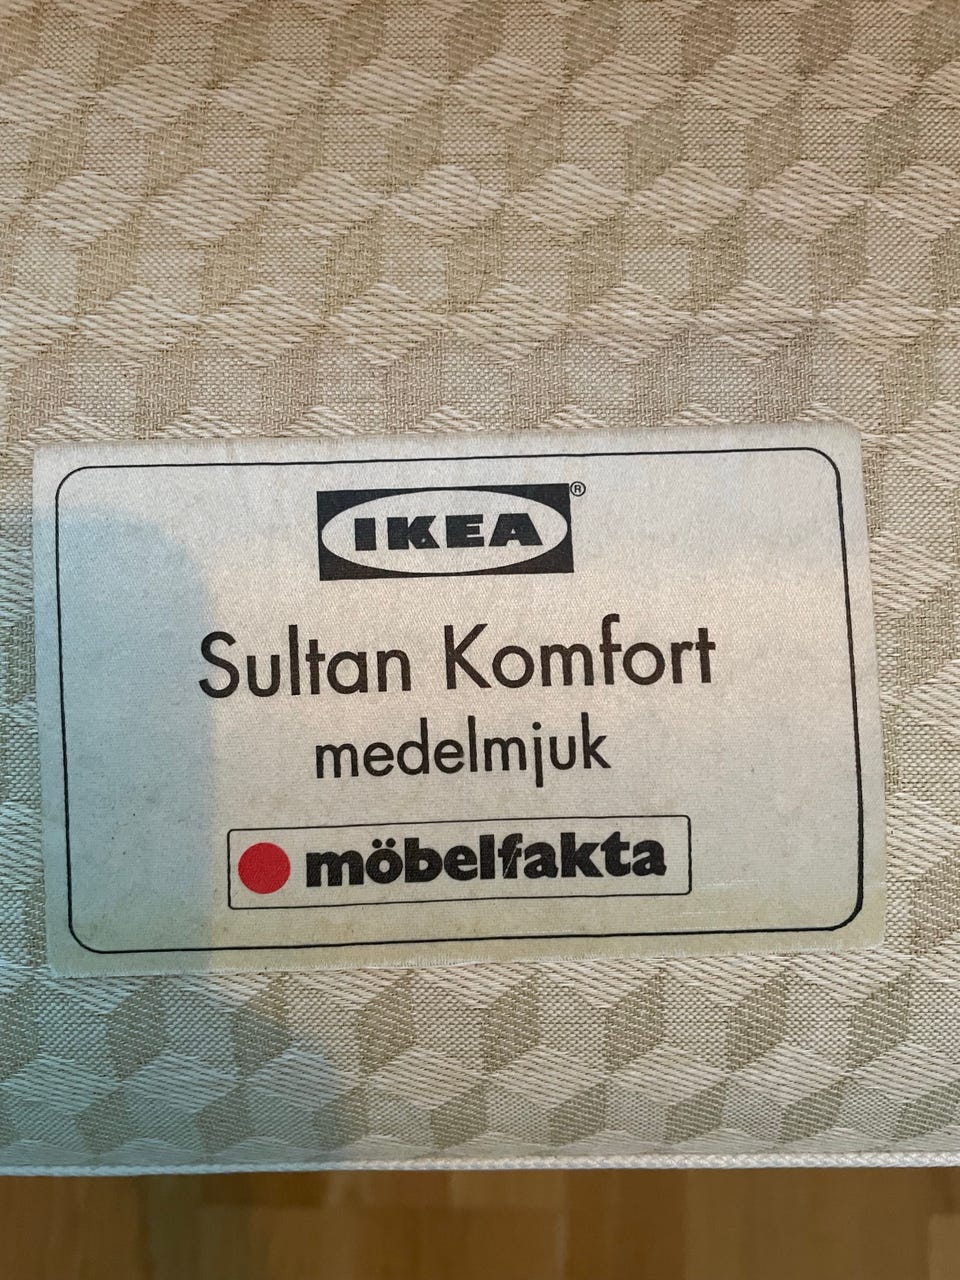 IKEA®
Sultan Komfort
medelmjuk
möbelfakta